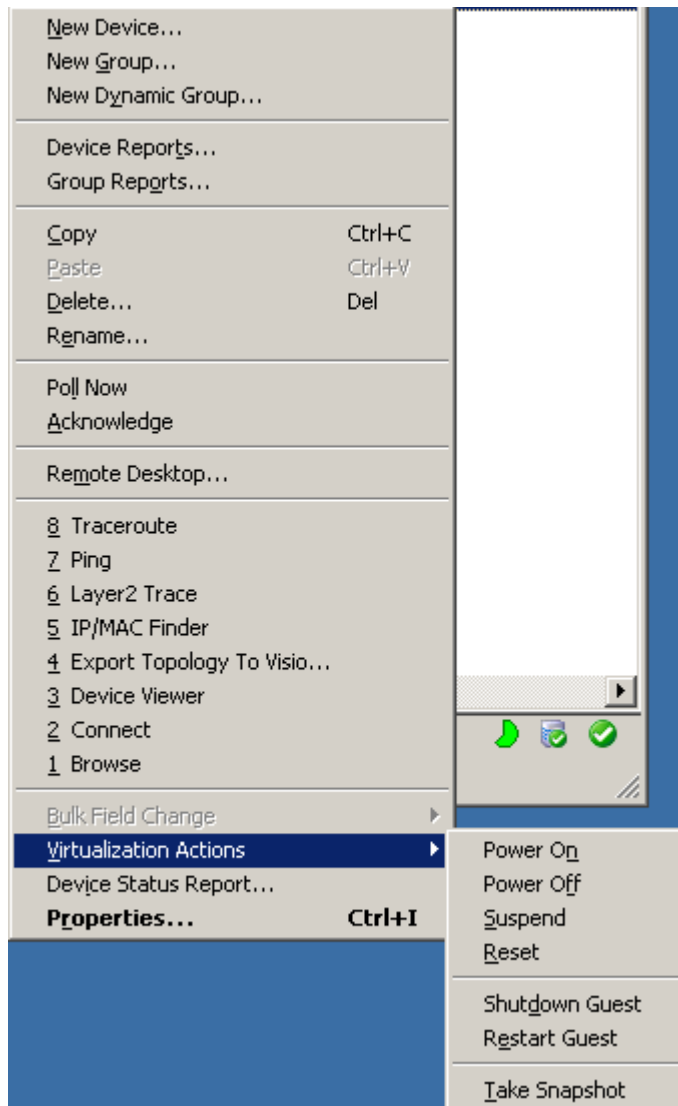 New Device...
New Group...
New Dynamic Group...
Device Reports...
Group Reports...
Copy Ctrl+C
Paste Ctrl+V
Delete... Del
Rename...
Poll Now
Acknowledge
Remote Desktop...
8 Traceroute
7 Ping
6 Layer2 Trace
5 IP/MAC Finder
4 Export Topology To Visio...
3 Device Viewer
2 Connect
1 Browse
Bulk Field Change
Virtualization Actions
Device Status Report...
Properties... Ctrl+I
Power On
Power Off
Suspend
Reset
Shutdown Guest
Restart Guest
Take Snapshot